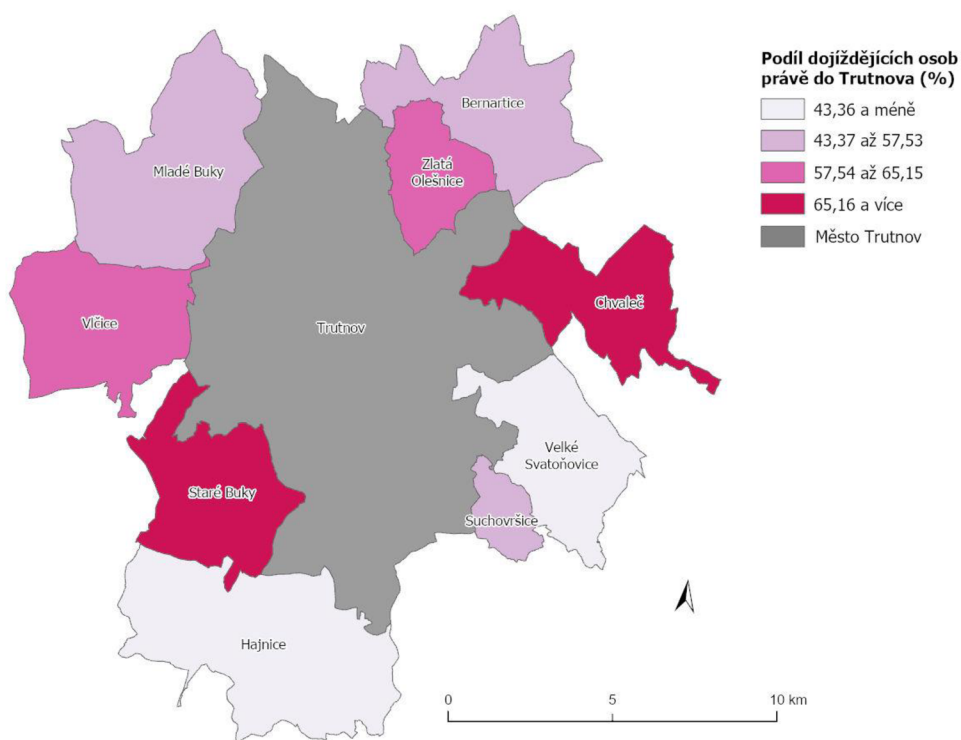 Podíl dojíždějících osob
právě do Trutnova (%)
43,36 a méně
43,37 až 57,53
57,54 až 65,15
65,16 a více
Město Trutnov
Bernartice
Mladé Buky
Zlatá
Olešnice
Chvaleč
Vlčice
Trutnov
Velké
Svatoňovice
Staré Buky
Suchovršice
Hajnice
0 5 10 km